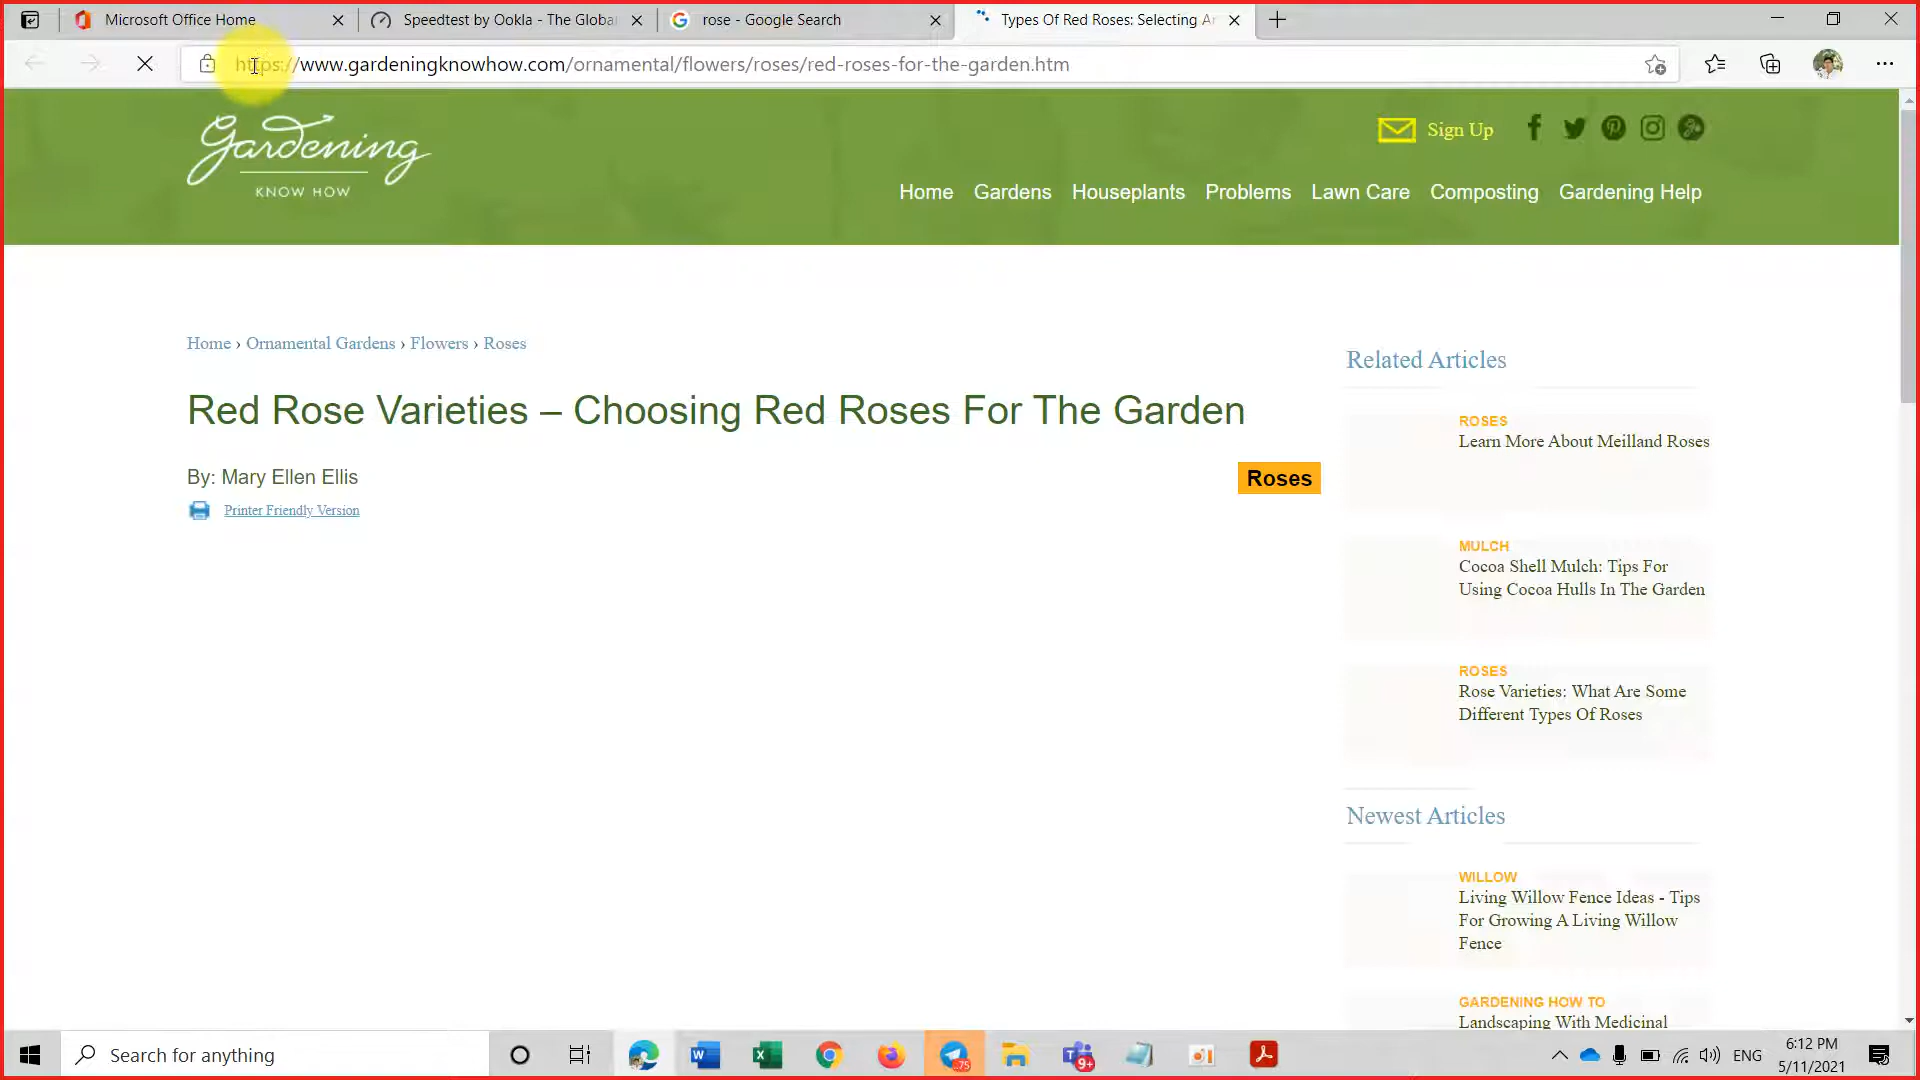 Microsoft Office Home
Speedtest by Ookla - The Global
rose - Google Search
Types Of Red Roses: Selecting
https://www.gardeningknowhow.com/ornamental/flowers/roses/red-roses-for-the-garden.htm
Gardening
KNOW HOW
Sign Up
Home Gardens Houseplants Problems Lawn Care Composting Gardening Help
Home › Ornamental Gardens › Flowers › Roses
Red Rose Varieties – Choosing Red Roses For The Garden
By: Mary Ellen Ellis
Roses
Printer Friendly Version
Related Articles
ROSES
Learn More About Meilland Roses
MULCH
Cocoa Shell Mulch: Tips For
Using Cocoa Hulls In The Garden
ROSES
Rose Varieties: What Are Some
Different Types Of Roses
Newest Articles
WILLOW
Living Willow Fence Ideas - Tips
For Growing A Living Willow
Fence
GARDENING HOW TO
Landscaping With Medicinal
Search for anything
75
9+
ENG
6:12 PM
5/11/2021